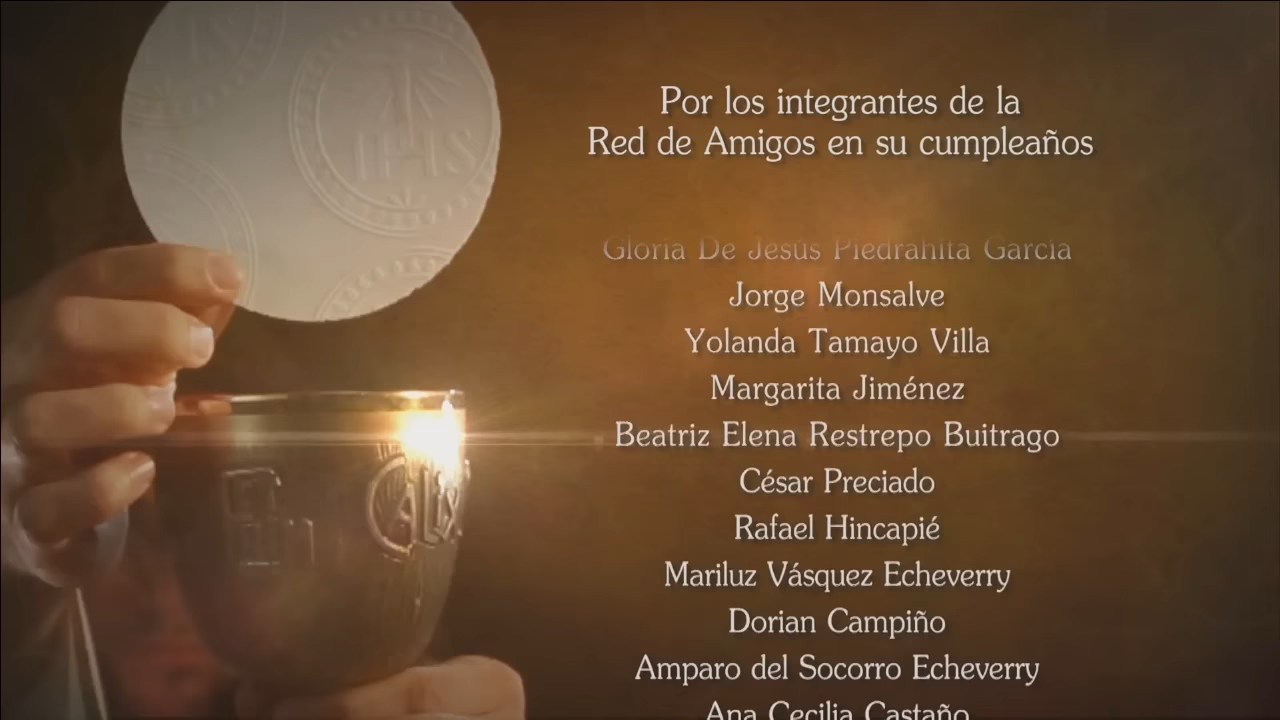 IHS
Por los integrantes de la
Red de Amigos en su cumpleaños
Gloria De Jesús Piedrahita García
Jorge Monsalve
Yolanda Tamayo Villa
Margarita Jiménez
Beatriz Elena Restrepo Buitrago
César Preciado
Rafael Hincapié
Mariluz Vásquez Echeverry
Dorian Campiño
Amparo del Socorro Echeverry
Ana Cecilia Castaño